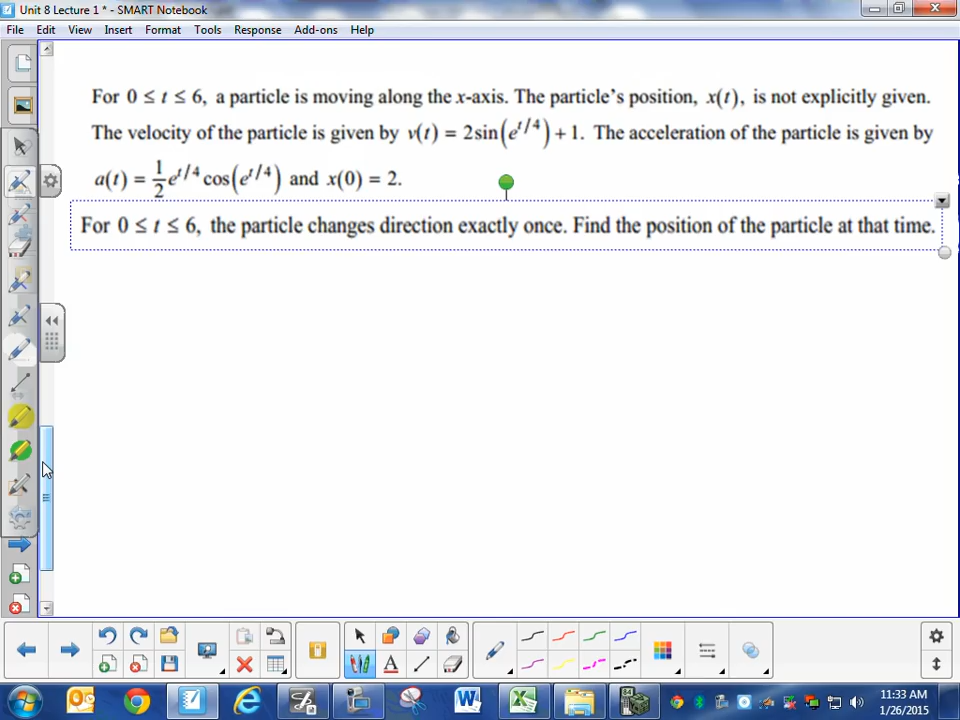 Unit 8 Lecture 1 * - SMART Notebook
File Edit View Insert Format Tools Response Add-ons Help
For 0 ≤ t ≤ 6, a particle is moving along the x-axis. The particle's position, x(t), is not explicitly given.
The velocity of the particle is given by v(t) = 2sin(e^{t/4}) + 1. The acceleration of the particle is given by
a(t) = 1/2 e^{t/4} cos(e^{t/4}) and x(0) = 2.
For 0 ≤ t ≤ 6, the particle changes direction exactly once. Find the position of the particle at that time.
11:33 AM
1/26/2015